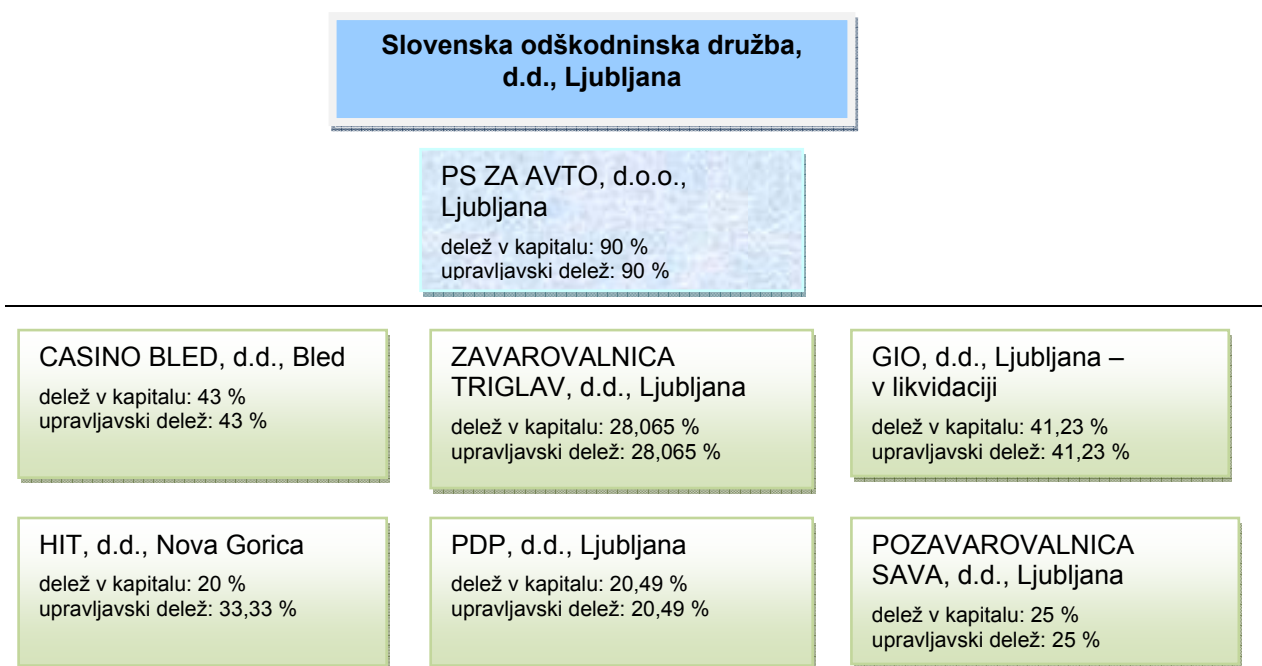 Slovenska odškodninska družba,
d.d., Ljubljana
PS ZA AVTO, d.o.o.,
Ljubljana
delež v kapitalu: 90 %
upravljavski delež: 90 %
CASINO BLED, d.d., Bled
delež v kapitalu: 43 %
upravljavski delež: 43 %
ZAVAROVALNICA
TRIGLAV, d.d., Ljubljana
delež v kapitalu: 28,065 %
upravljavski delež: 28,065 %
GIO, d.d., Ljubljana –
v likvidaciji
delež v kapitalu: 41,23 %
upravljavski delež: 41,23 %
HIT, d.d., Nova Gorica
delež v kapitalu: 20 %
upravljavski delež: 33,33 %
PDP, d.d., Ljubljana
delež v kapitalu: 20,49 %
upravljavski delež: 20,49 %
POZAVAROVALNICA
SAVA, d.d., Ljubljana
delež v kapitalu: 25 %
upravljavski delež: 25 %